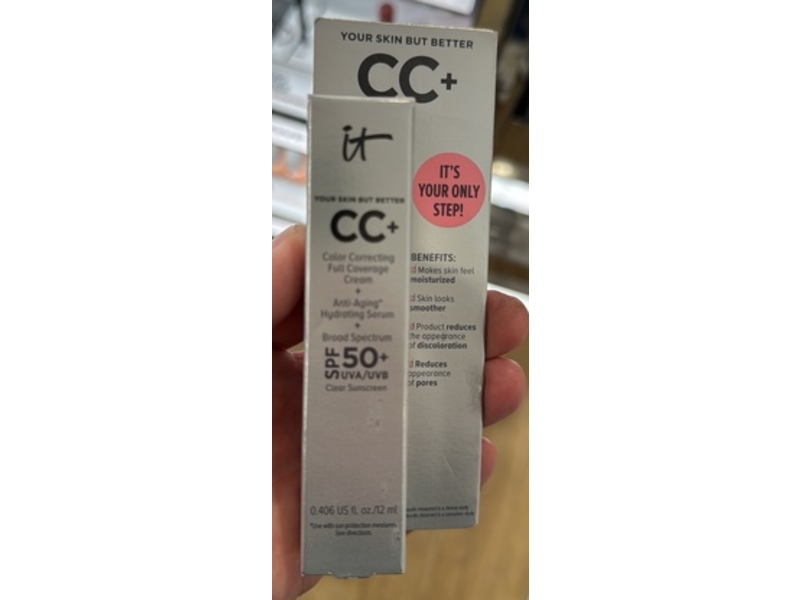 YOUR SKIN BUT BETTER
CC+
IT'S
YOUR ONLY
STEP!
BENEFITS:
Makes skin feel
moisturized
Skin looks
smoother
Product reduces
the appearance
of discoloration
Reduces
appearance
of pores
it
YOUR SKIN BUT BETTER
CC+
Color Correcting
Full Coverage
Cream
+
Anti-Aging*
Hydrating Serum
+
Broad Spectrum
SPF 50+
UVA/UVB
Clear Sunscreen
0.406 US fl. oz./12 ml
*Use with sun protection measures.
See directions.